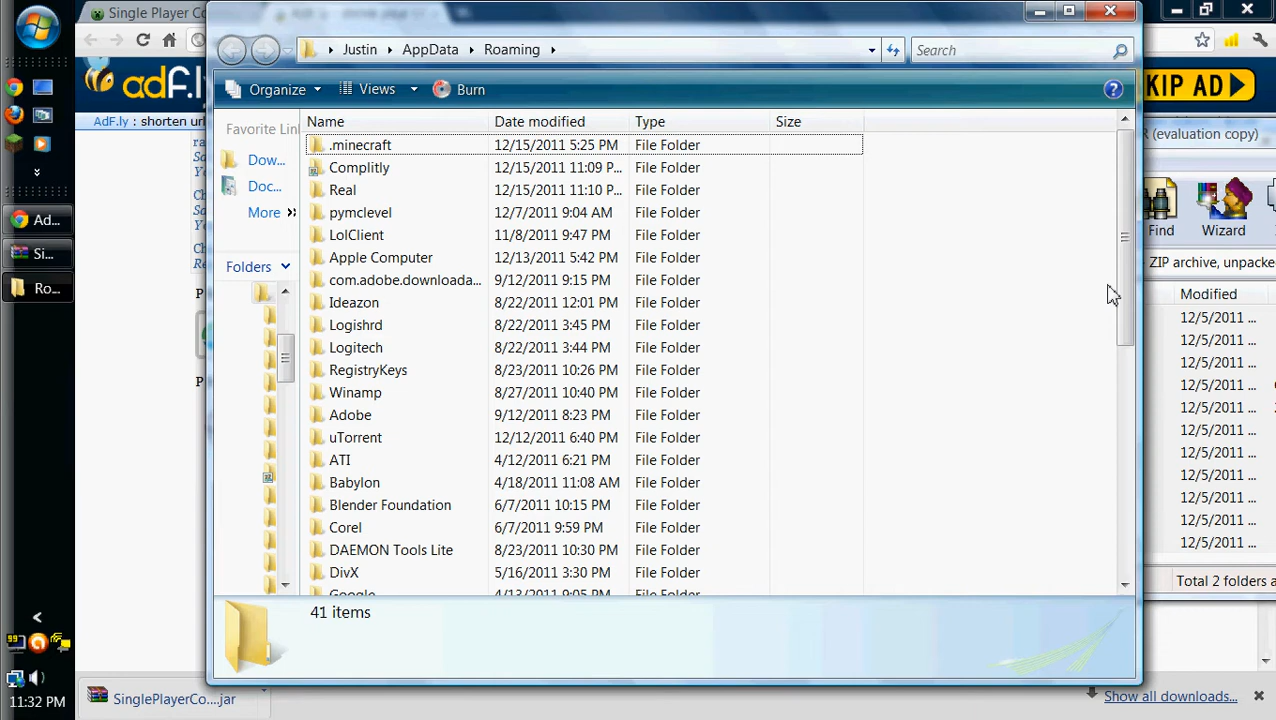 Single Player Co
Justin AppData Roaming
Search
adf.ly
KIP AD
AdF.ly : shorten url
Organize Views Burn
R (evaluation copy)
Favorite Lin
Name Date modified Type Size
.minecraft 12/15/2011 5:25 PM File Folder
Dow...
Complitly 12/15/2011 11:09 P... File Folder
Doc...
Real 12/15/2011 11:10 P... File Folder
More »
pymclevel 12/7/2011 9:04 AM File Folder
Find Wizard
Ad...
LolClient 11/8/2011 9:47 PM File Folder
Si...
Apple Computer 12/13/2011 5:42 PM File Folder
ZIP archive, unpacke
Folders
com.adobe.downloada... 9/12/2011 9:15 PM File Folder
Ro...
Ideazon 8/22/2011 12:01 PM File Folder
Modified
Logishrd 8/22/2011 3:45 PM File Folder
12/5/2011 ...
Logitech 8/22/2011 3:44 PM File Folder
12/5/2011 ...
RegistryKeys 8/23/2011 10:26 PM File Folder
12/5/2011 ...
Winamp 8/27/2011 10:40 PM File Folder
12/5/2011 ...
Adobe 9/12/2011 8:23 PM File Folder
12/5/2011 ...
uTorrent 12/12/2011 6:40 PM File Folder
12/5/2011 ...
ATI 4/12/2011 6:21 PM File Folder
12/5/2011 ...
Babylon 4/18/2011 11:08 AM File Folder
12/5/2011 ...
Blender Foundation 6/7/2011 10:15 PM File Folder
12/5/2011 ...
Corel 6/7/2011 9:59 PM File Folder
12/5/2011 ...
DAEMON Tools Lite 8/23/2011 10:30 PM File Folder
12/5/2011 ...
DivX 5/16/2011 3:30 PM File Folder
Total 2 folders a
Google 4/13/2011 9:05 PM File Folder
41 items
99
11:32 PM
SinglePlayerCo....jar
Show all downloads...